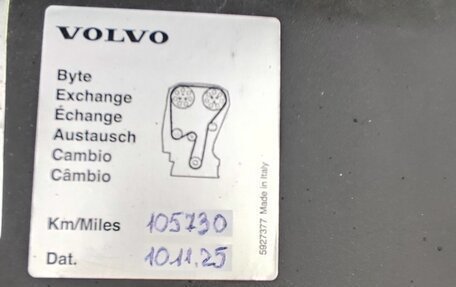 VOLVO
Byte
Exchange
Échange
Austausch
Cambio
Câmbio
Km/Miles 105730
Dat. 10.11.25
5927377 Made in Italy